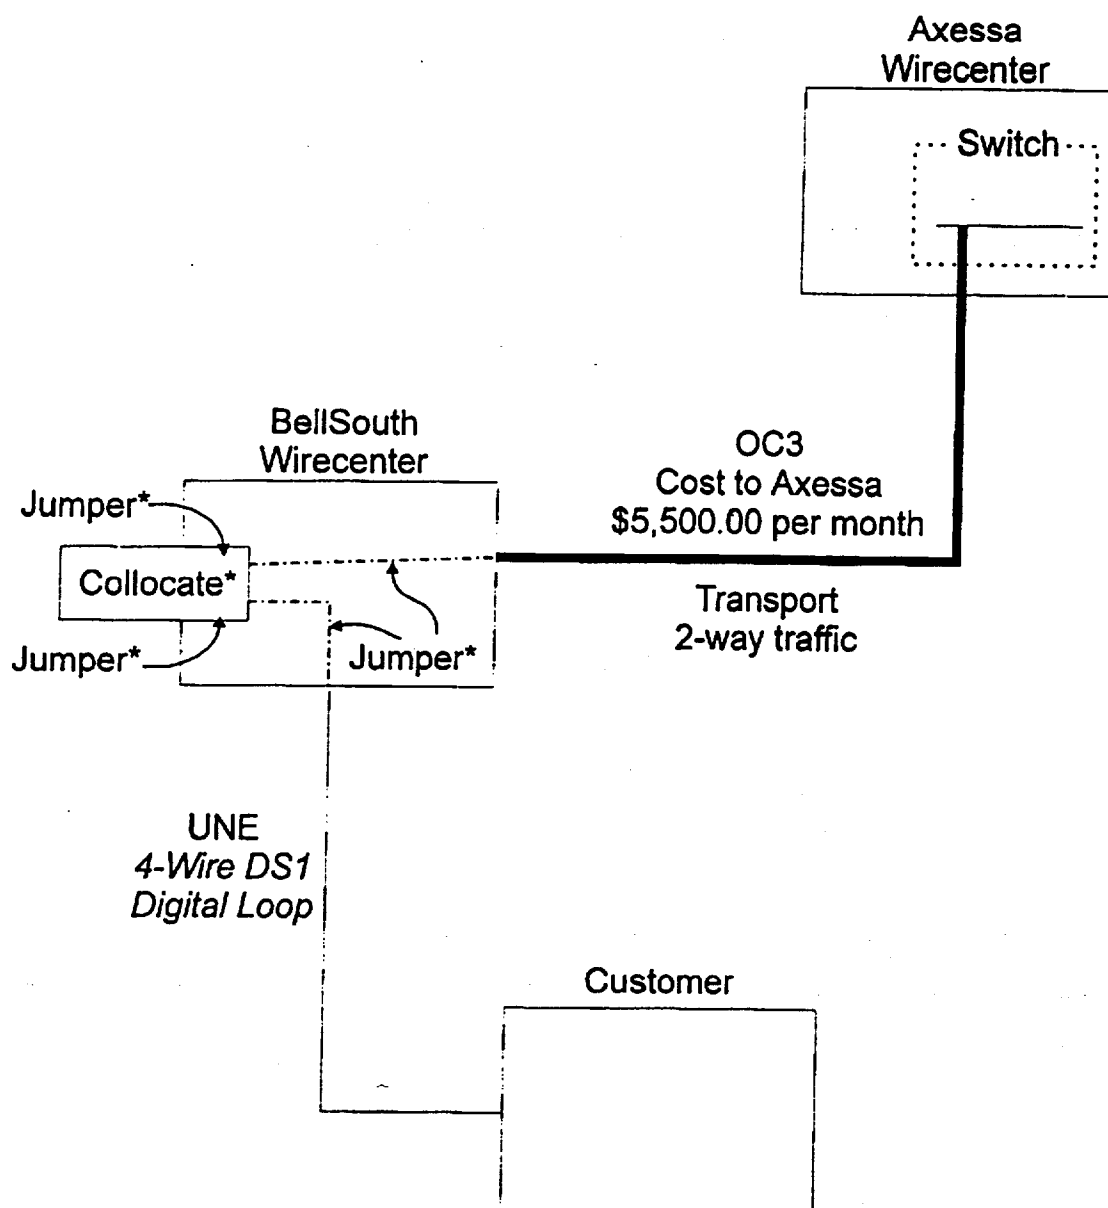 Axessa
Wirecenter
Switch
BellSouth
Wirecenter
OC3
Cost to Axessa
$5,500.00 per month
Jumper*
Collocate*
Transport
2-way traffic
Jumper*
Jumper*
UNE
4-Wire DS1
Digital Loop
Customer